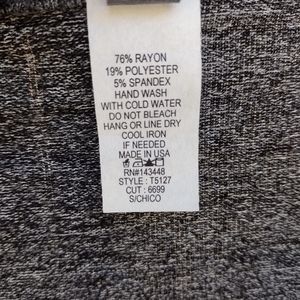 76% RAYON
19% POLYESTER
5% SPANDEX
HAND WASH
WITH COLD WATER
DO NOT BLEACH
HANG OR LINE DRY
COOL IRON
IF NEEDED
MADE IN USA
RN#143448
STYLE : T5127
CUT : 6699
S/CHICO